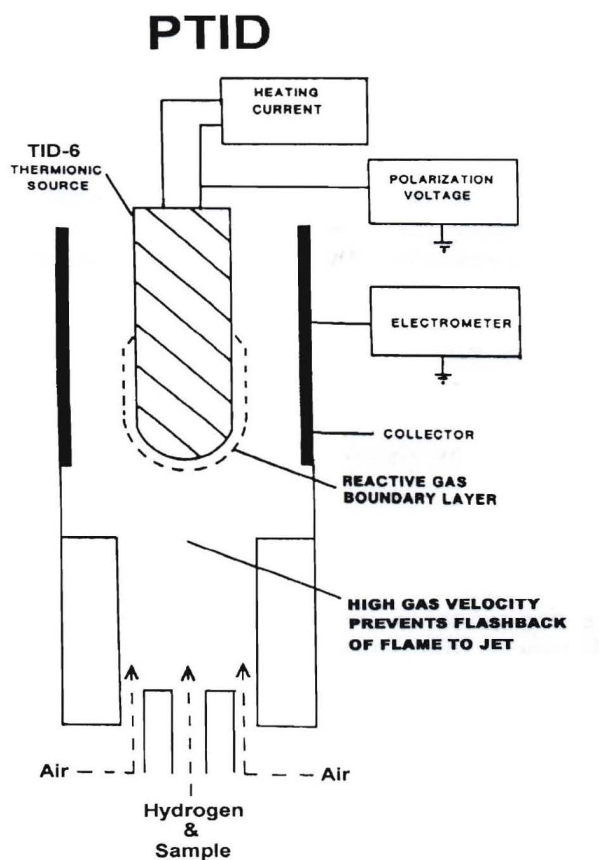 PTID
HEATING
CURRENT
TID-6
THERMIONIC
SOURCE
POLARIZATION
VOLTAGE
ELECTROMETER
COLLECTOR
REACTIVE GAS
BOUNDARY LAYER
HIGH GAS VELOCITY
PREVENTS FLASHBACK
OF FLAME TO JET
Air
Air
Hydrogen
&
Sample